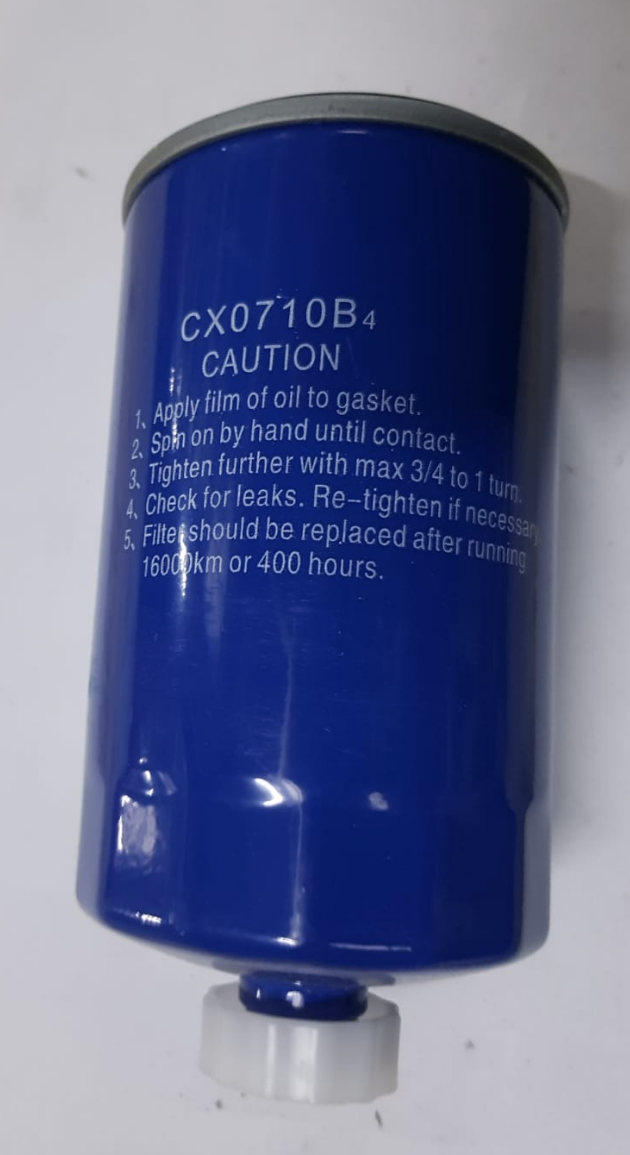 CX0710B4
CAUTION
1、Apply film of oil to gasket.
2、Spin on by hand until contact.
3、Tighten further with max 3/4 to 1 turn.
4、Check for leaks. Re-tighten if necessary
5、Filter should be replaced after running
16000km or 400 hours.